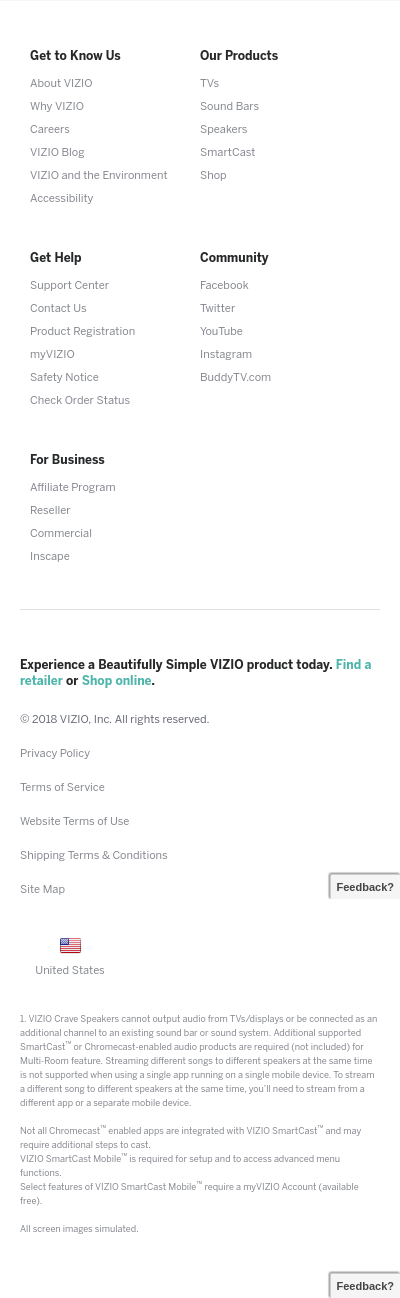 Get to Know Us
About VIZIO
Why VIZIO
Careers
VIZIO Blog
VIZIO and the Environment
Accessibility
Our Products
TVs
Sound Bars
Speakers
SmartCast
Shop
Get Help
Support Center
Contact Us
Product Registration
myVIZIO
Safety Notice
Check Order Status
Community
Facebook
Twitter
YouTube
Instagram
BuddyTV.com
For Business
Affiliate Program
Reseller
Commercial
Inscape
Experience a Beautifully Simple VIZIO product today. Find a
retailer or Shop online.
© 2018 VIZIO, Inc. All rights reserved.
Privacy Policy
Terms of Service
Website Terms of Use
Shipping Terms & Conditions
Site Map
Feedback?
United States
1. VIZIO Crave Speakers cannot output audio from TVs/displays or be connected as an
additional channel to an existing sound bar or sound system. Additional supported
SmartCast™ or Chromecast-enabled audio products are required (not included) for
Multi-Room feature. Streaming different songs to different speakers at the same time
is not supported when using a single app running on a single mobile device. To stream
a different song to different speakers at the same time, you'll need to stream from a
different app or a separate mobile device.
Not all Chromecast™ enabled apps are integrated with VIZIO SmartCast™ and may
require additional steps to cast.
VIZIO SmartCast Mobile™ is required for setup and to access advanced menu
functions.
Select features of VIZIO SmartCast Mobile™ require a myVIZIO Account (available
free).
All screen images simulated.
Feedback?